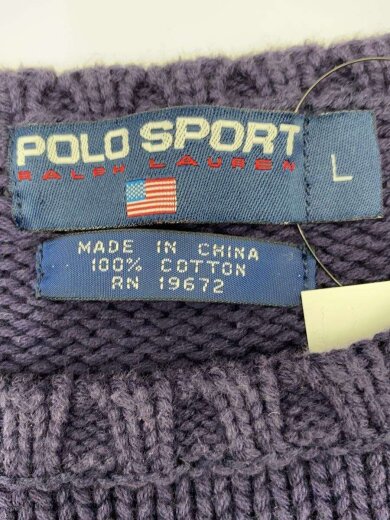 POLO SPORT
RALPH LAUREN
L
MADE IN CHINA
100% COTTON
RN 19672